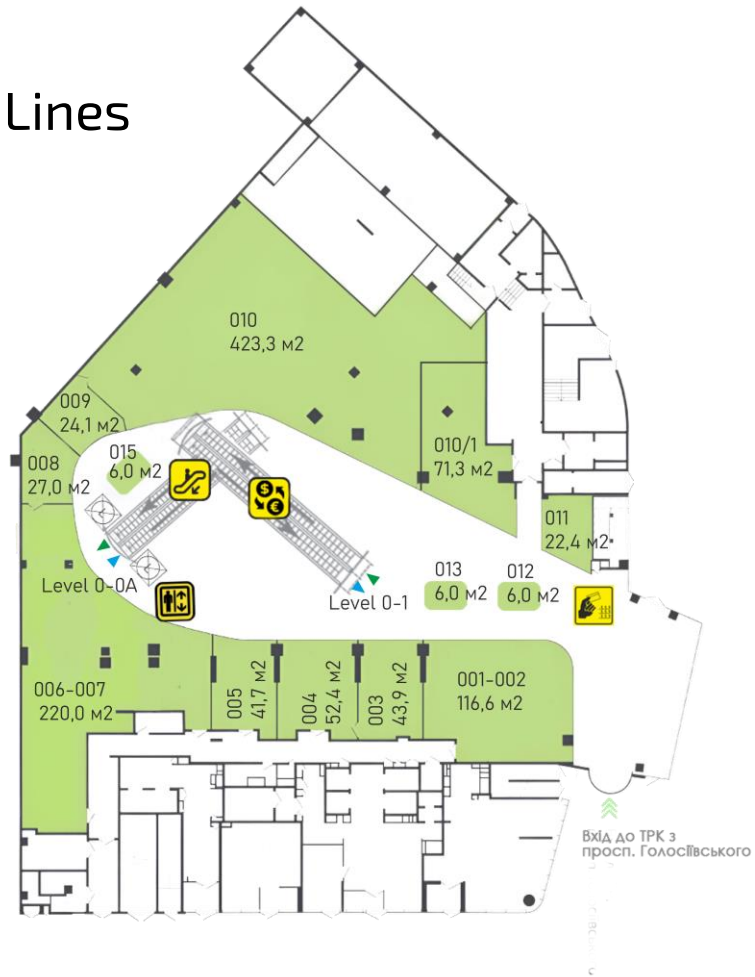 Lines
010
423,3 м2
009
24,1 м2
015
6,0 м2
008
27,0 м2
010/1
71,3 м2
011
22,4 м2
013
6,0 м2
012
6,0 м2
Level 0-0A
Level 0-1
006-007
220,0 м2
005
41,7 м2
004
52,4 м2
003
43,9 м2
001-002
116,6 м2
$
€
Вхід до ТРК з
просп. Голосіївського